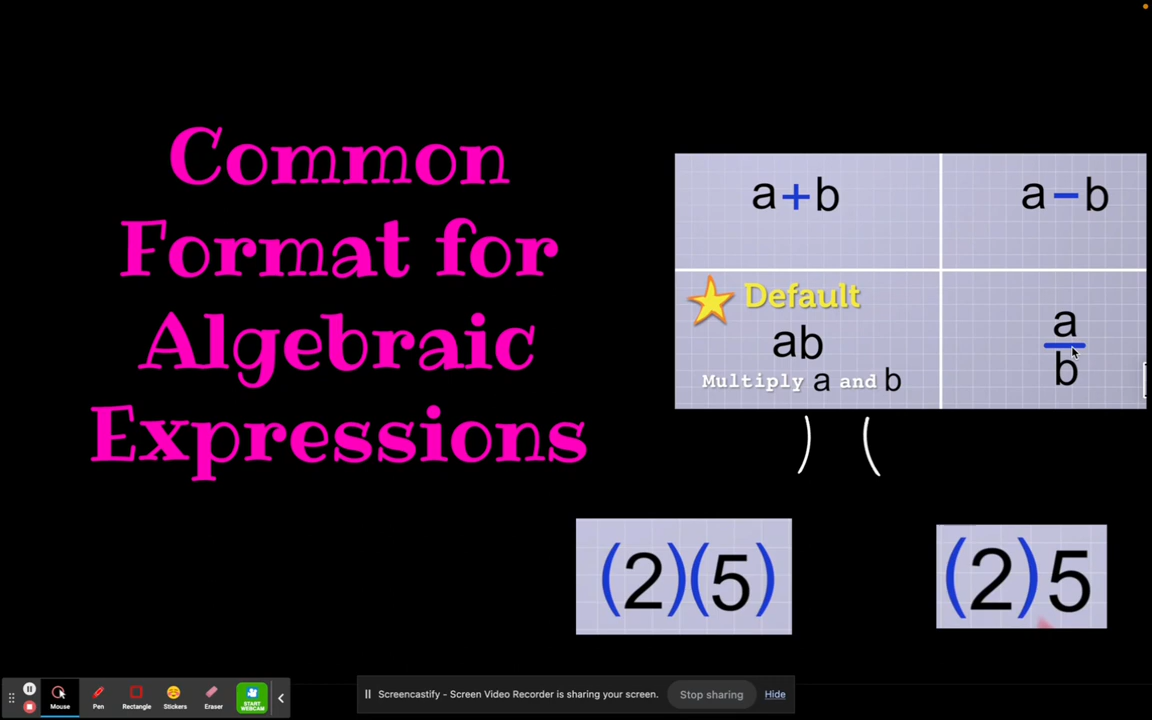 Common
Format for
Algebraic
Expressions
a+b
a−b
Default
ab
Multiply a and b
a
b
) (
(2)(5)
(2)5
Mouse
Pen
Rectangle
Stickers
Eraser
START
WEBCAM
Screencastify - Screen Video Recorder is sharing your screen.
Stop sharing
Hide